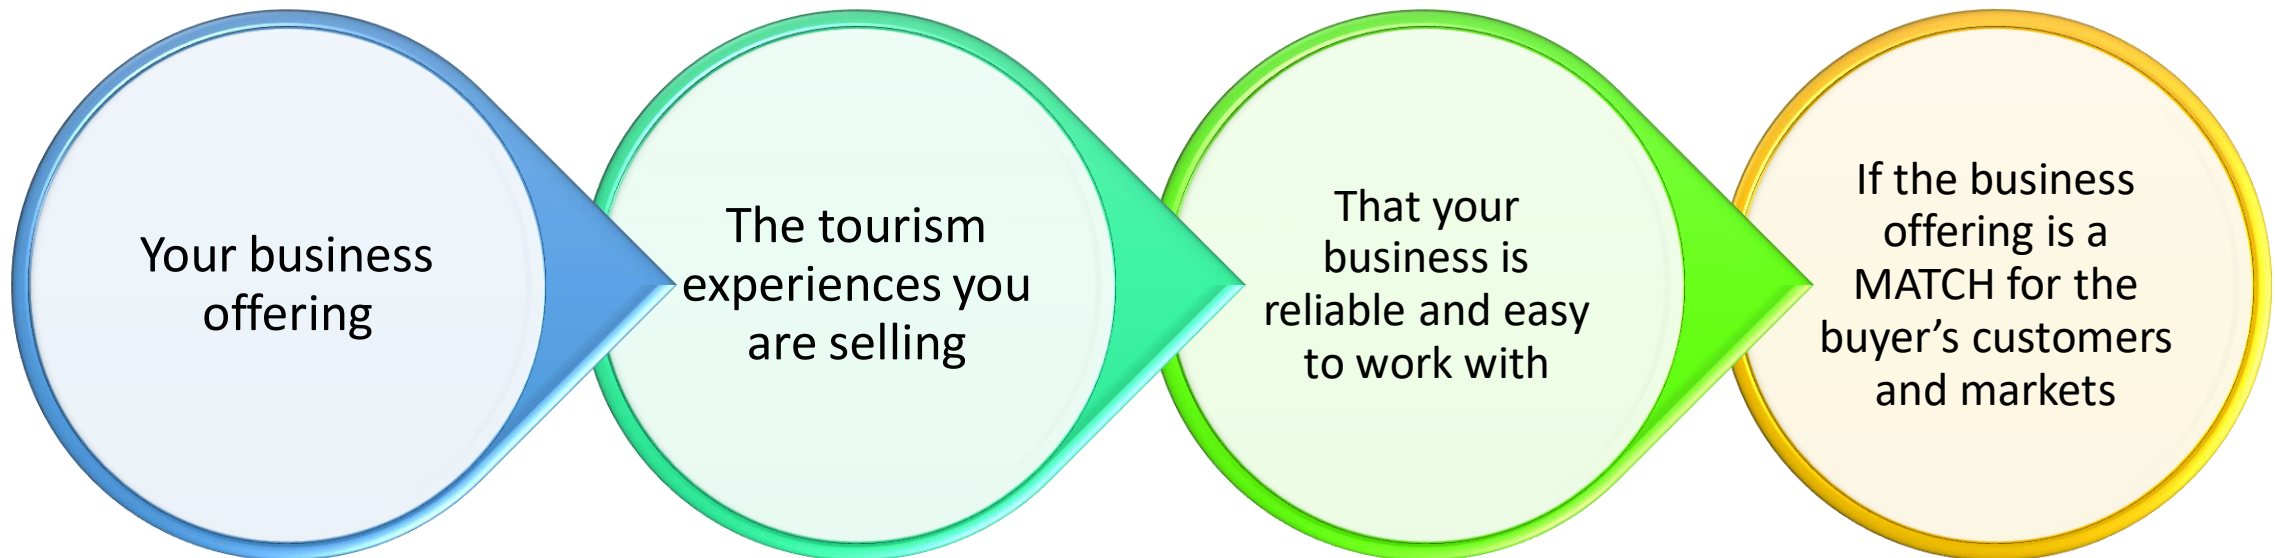 Your business
offering
The tourism
experiences you
are selling
That your
business is
reliable and easy
to work with
If the business
offering is a
MATCH for the
buyer’s customers
and markets